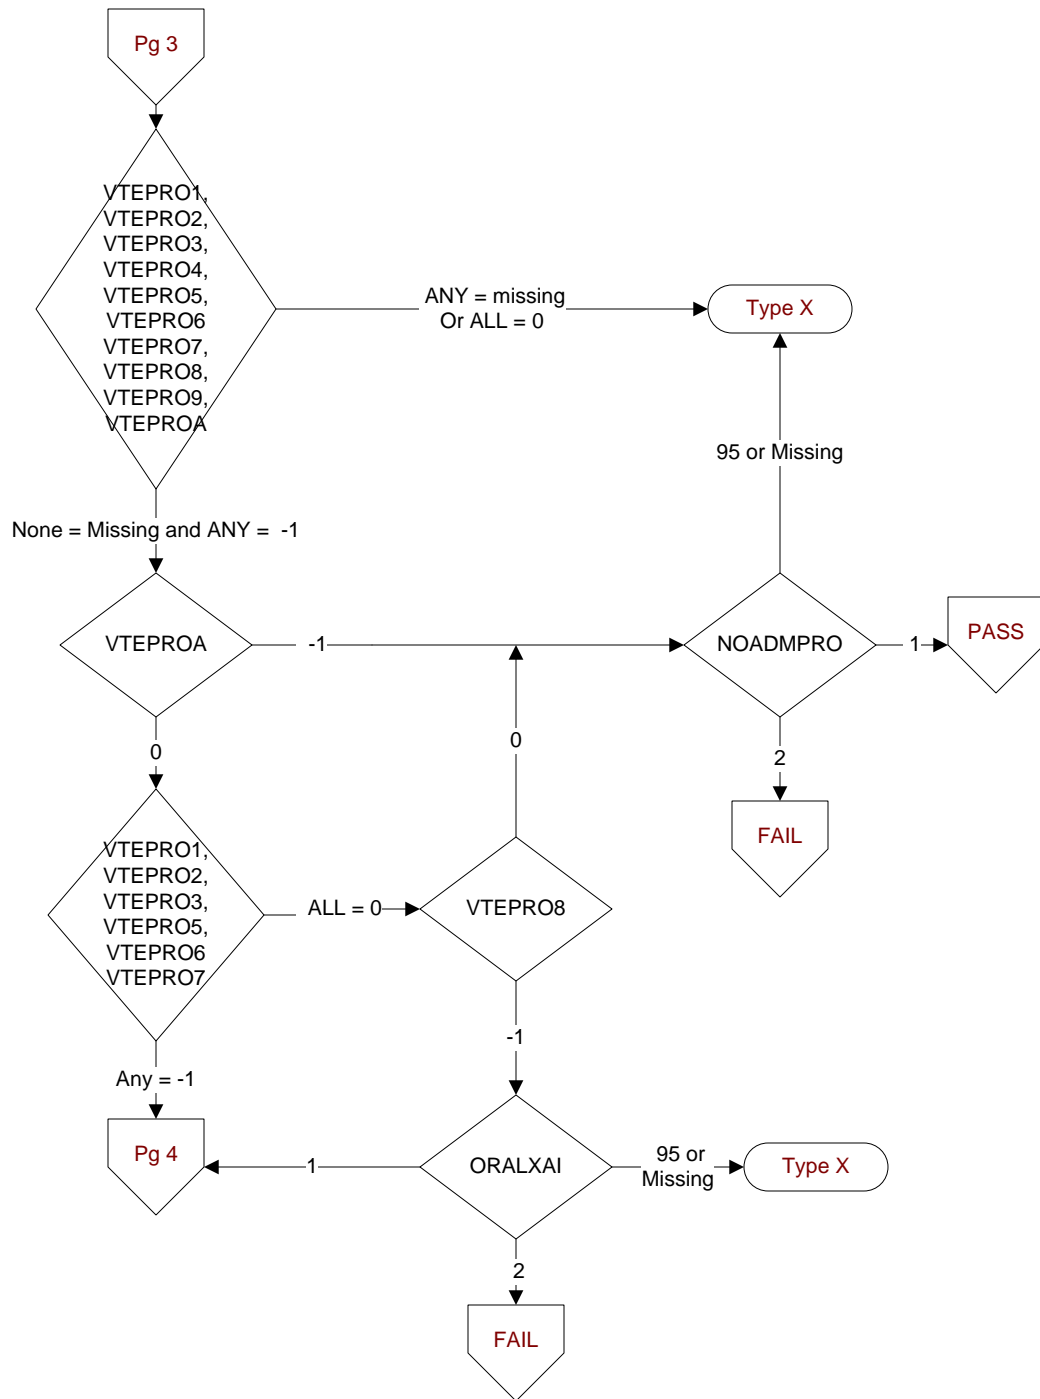 Pg 3
VTEPRO1,
VTEPRO2,
VTEPRO3,
VTEPRO4,
VTEPRO5,
VTEPRO6
VTEPRO7,
VTEPRO8,
VTEPRO9,
VTEPROA
ANY = missing
Or ALL = 0
Type X
95 or Missing
None = Missing and ANY = -1
VTEPROA
-1
NOADMPRO
1
PASS
0
0
2
FAIL
VTEPRO1,
VTEPRO2,
VTEPRO3,
VTEPRO5,
VTEPRO6
VTEPRO7
ALL = 0
VTEPRO8
-1
Any = -1
Pg 4
1
ORALXAI
95 or
Missing
Type X
2
FAIL